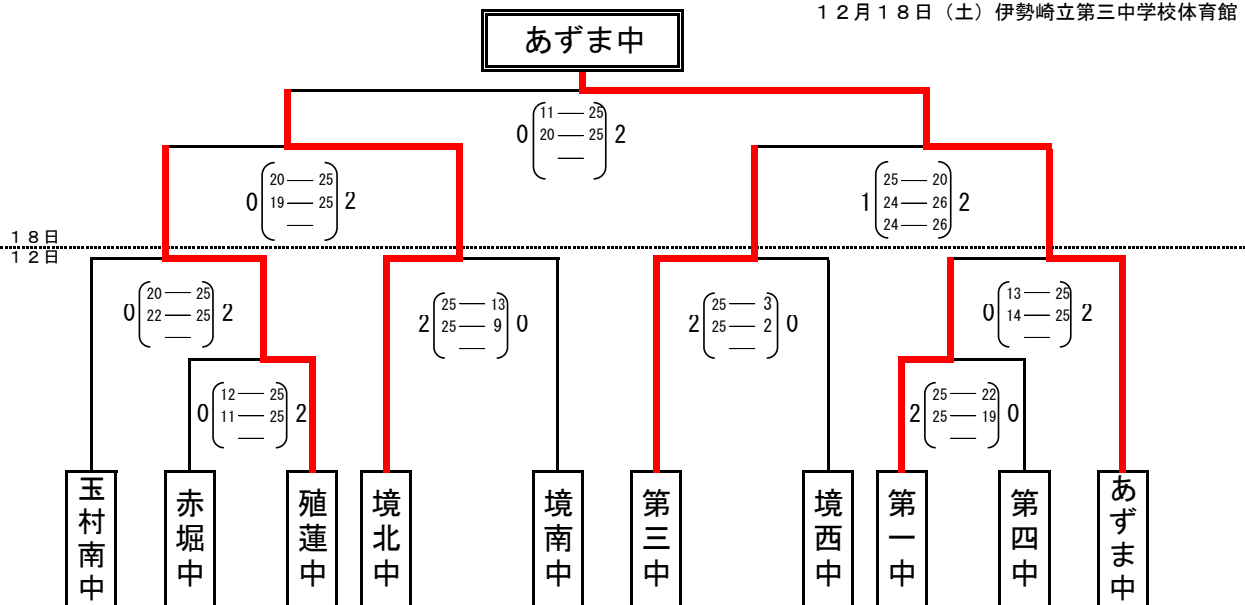 １２月１８日（土）伊勢崎立第三中学校体育館
あずま中
0 11 — 25 2
20 — 25
—
0 20 — 25 2
19 — 25
—
1 25 — 20 2
24 — 26
24 — 26
１８日
１２日
0 20 — 25 2
22 — 25
—
2 25 — 13 0
25 — 9
—
2 25 — 3 0
25 — 2
—
0 13 — 25 2
14 — 25
—
0 12 — 25 2
11 — 25
—
2 25 — 22 0
25 — 19
—
玉村南中
赤堀中
殖蓮中
境北中
境南中
第三中
境西中
第一中
第四中
あずま中